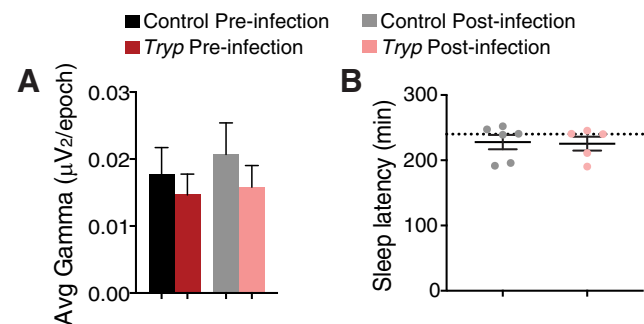 Control Pre-infection
Control Post-infection
Tryp Pre-infection
Tryp Post-infection
A
Avg Gamma (μV2/epoch)
0.03
0.02
0.01
0.00
B
Sleep latency (min)
300
200
100
0